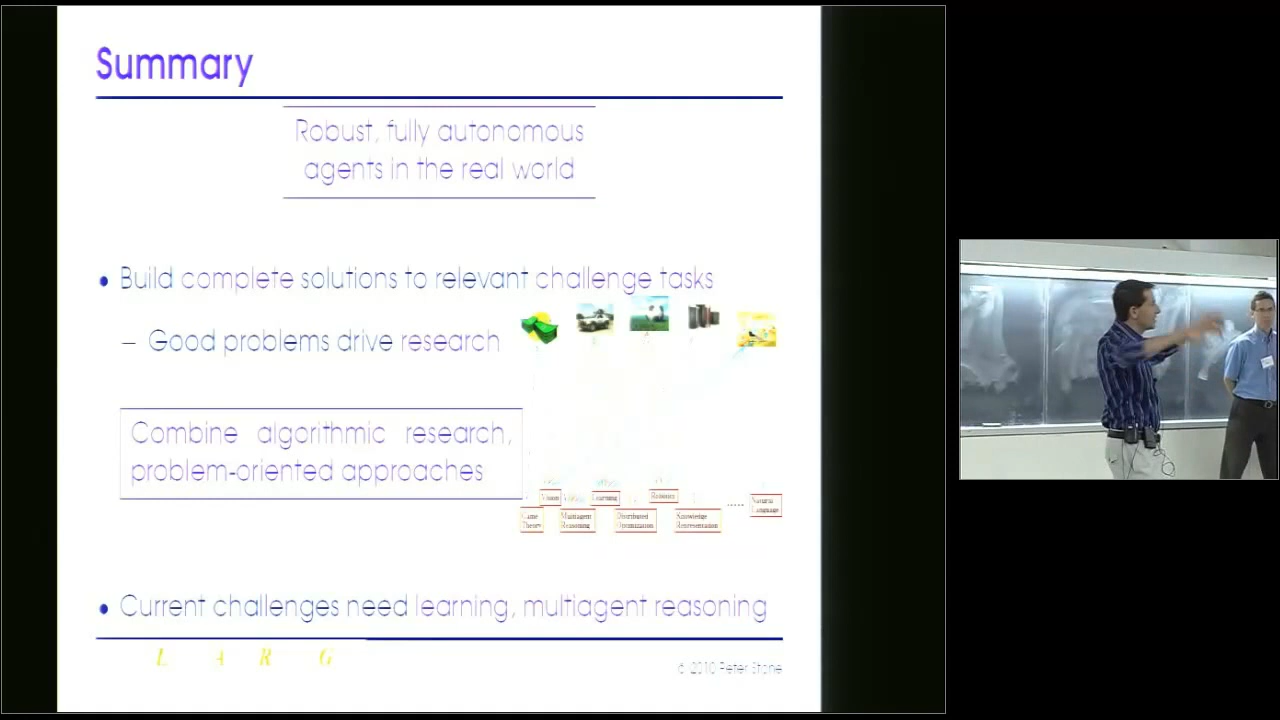 Summary
Robust, fully autonomous
agents in the real world
• Build complete solutions to relevant challenge tasks
– Good problems drive research
Combine algorithmic research,
problem-oriented approaches
Vision
Learning
Robotics
.....
Natural
Language
Game
Theory
Multiagent
Reasoning
Distributed
Optimization
Knowledge
Representation
• Current challenges need learning, multiagent reasoning
L A R G
© 2010 Peter Stone